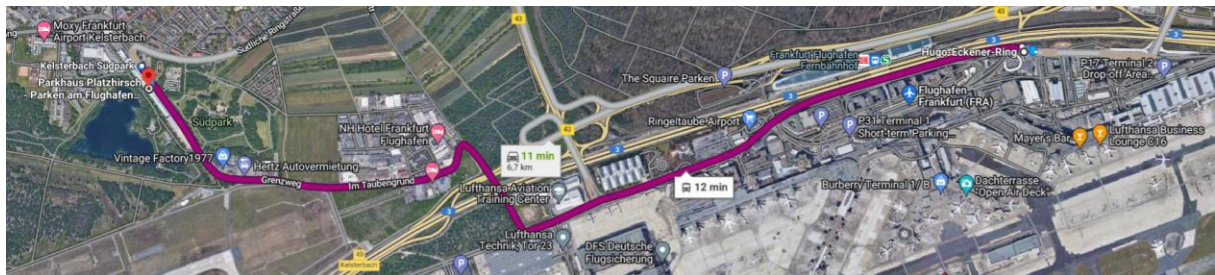 Moxy Frankfurt
Airport Kelsterbach
Südliche Ringstraße
Kelsterbach Südpark
Parkhaus Platzhirsch
- Parken am Flughafen...
Südpark
Vintage Factory1977
Hertz Autovermietung
Grenzweg
Im Taubengrund
NH Hotel Frankfurt
Flughafen
43
43
43
11 min
6,7 km
Lufthansa Aviation
Training Center
Lufthansa
Technik, Tor 23
DFS Deutsche
Flugsicherung
3
49
Kelsterbach
12 min
The Squaire Parken
Ringeltaube Airport
Frankfurt Flughafen
Fernbahnhof
3
3
Hugo-Eckener-Ring
Flughafen
Frankfurt (FRA)
P31 Terminal 1
Short-term Parking...
P17 Terminal 2
Drop-off Area...
Mayer's Bar
Lufthansa Business
Lounge C16
Burberry Terminal 1/ B
Dachterrasse
"Open Air Deck"